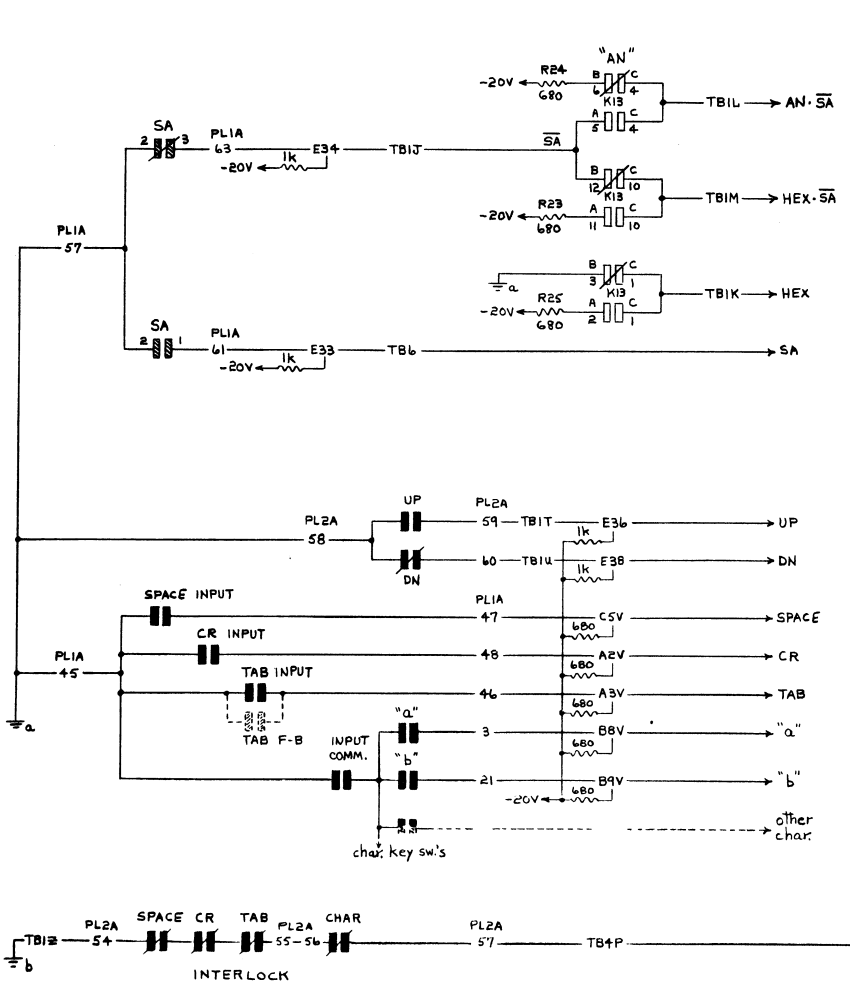 "AN"
-20V R24 680 B 6 C 4 K13
A 5 C 4
TB1L AN·S̅A̅
SA 2 3 PL1A 63 E34 TB1J S̅A̅
-20V 1k
B 12 C 10 K13
TB1M HEX·S̅A̅
-20V R23 680 A 11 C 10
PL1A
57
B 3 C 1 K13
a
TB1K HEX
-20V R25 680 A 2 C 1
SA 2 1 PL1A 61 E33 TB6 SA
-20V 1k
UP PL2A 59 TB1T E36 UP
1k
PL2A
58
DN 60 TB1U E38 DN
1k
SPACE INPUT PL1A 47 C5V SPACE
680
CR INPUT 48 A2V CR
680
PL1A
45
TAB INPUT 46 A3V TAB
680
TAB F-B
a
"a" 3 B8V "a"
680
INPUT
COMM.
"b" 21 B9V "b"
-20V 680
other
char.
char. key sw.'s
TB1Z PL2A 54 SPACE CR TAB PL2A 55-56 CHAR PL2A 57 TB4P
b
INTERLOCK